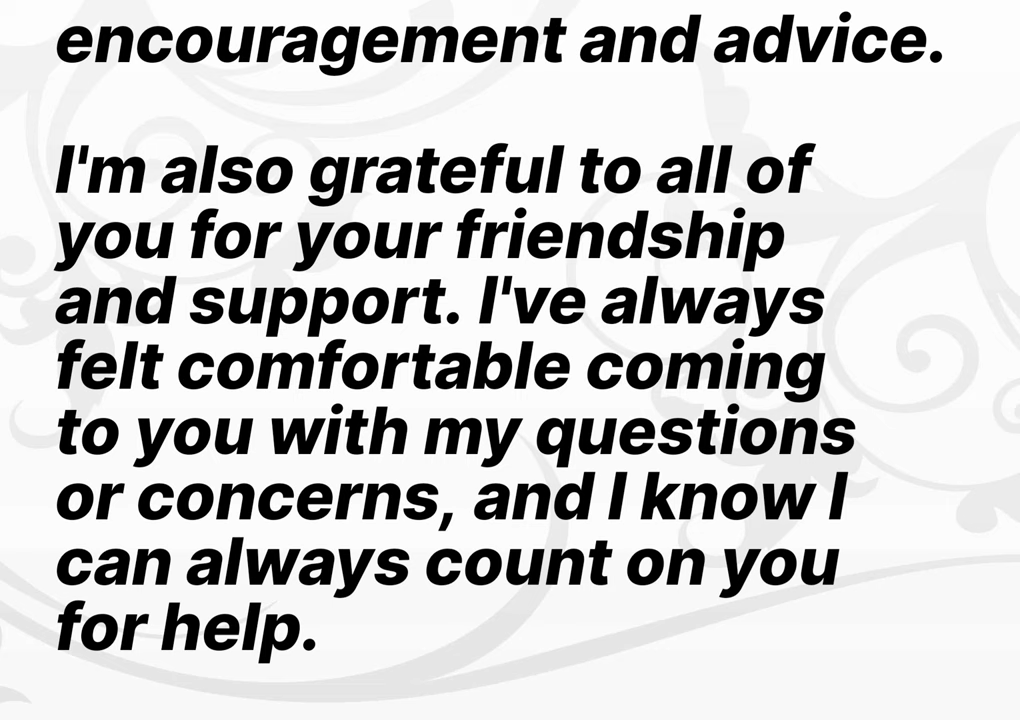 encouragement and advice.
I'm also grateful to all of
you for your friendship
and support. I've always
felt comfortable coming
to you with my questions
or concerns, and I know I
can always count on you
for help.